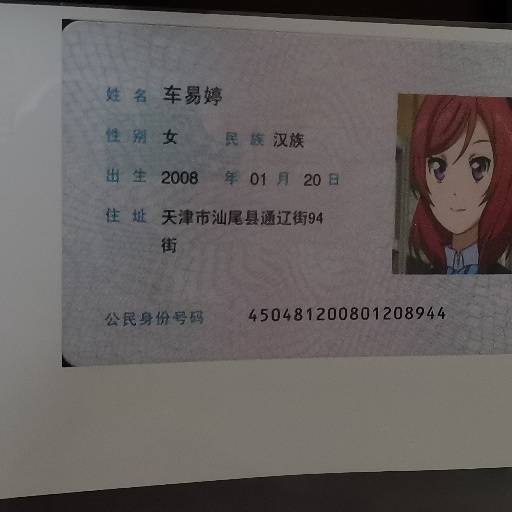 姓名 车易婷
性别 女 民族 汉族
出生 2008 年 01 月 20 日
住址 天津市汕尾县通辽街94
街
公民身份号码 450481200801208944